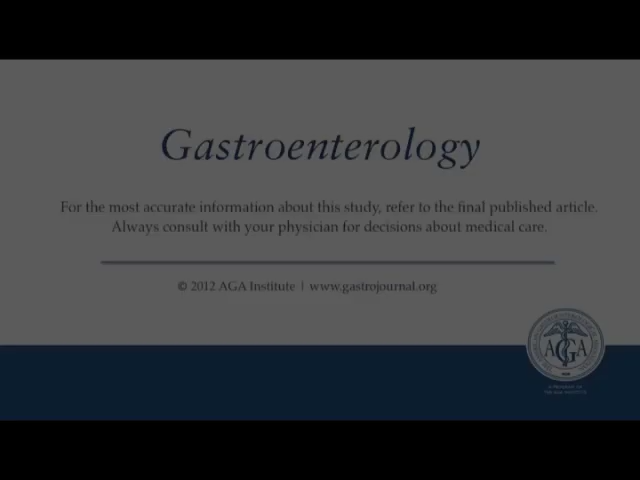 Gastroenterology
For the most accurate information about this study, refer to the final published article.
Always consult with your physician for decisions about medical care.
© 2012 AGA Institute | www.gastrojournal.org
AGA